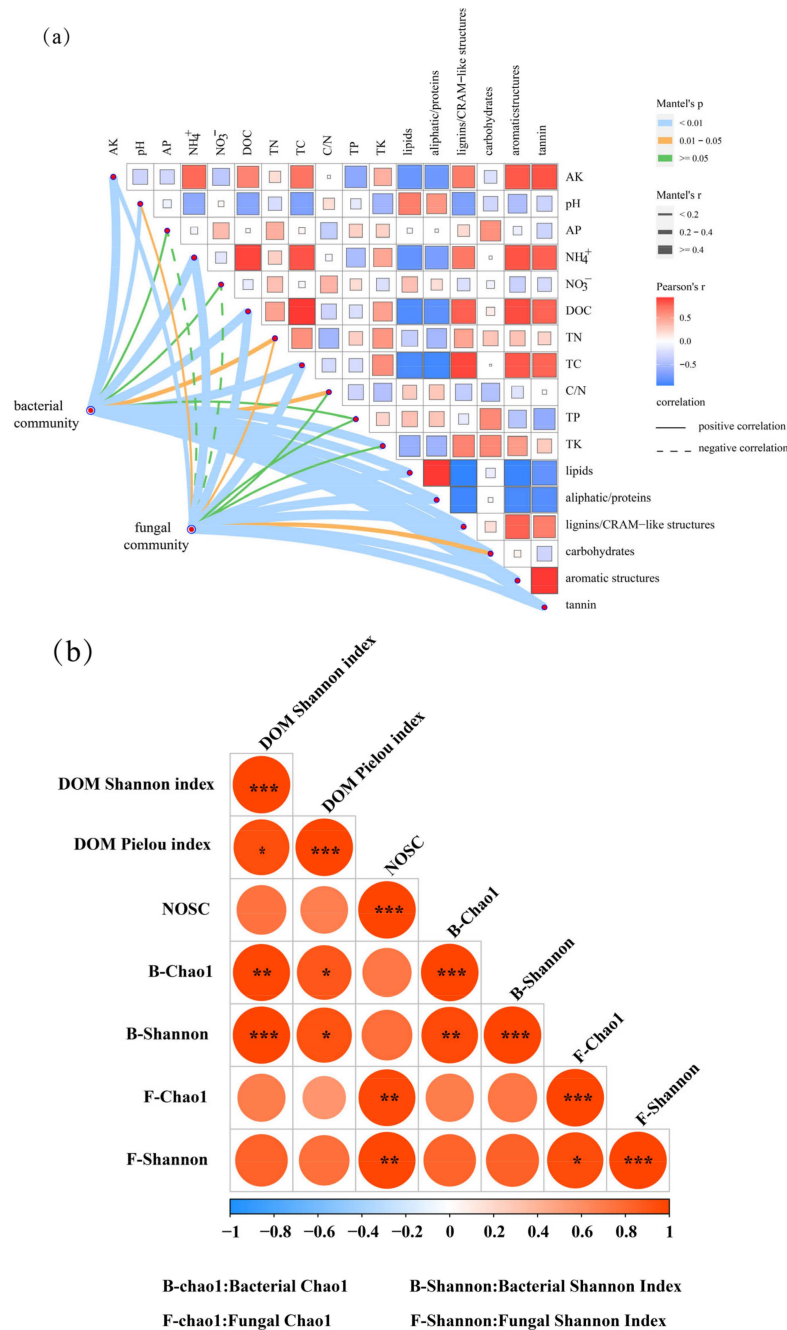 (a)
AK
pH
AP
NH₄⁺
NO₃⁻
DOC
TN
TC
C/N
TP
TK
lipids
aliphatic/proteins
lignins/CRAM−like structures
carbohydrates
aromaticstructures
tannin
AK
pH
AP
NH₄⁺
NO₃⁻
DOC
TN
TC
C/N
TP
TK
lipids
aliphatic/proteins
lignins/CRAM−like structures
carbohydrates
aromatic structures
tannin
bacterial
community
fungal
community
Mantel's p
< 0.01
0.01 − 0.05
>= 0.05
Mantel's r
< 0.2
0.2 − 0.4
>= 0.4
Pearson's r
0.5
0.0
−0.5
correlation
positive correlation
negative correlation
(b)
DOM Shannon index
DOM Pielou index
NOSC
B-Chao1
B-Shannon
F-Chao1
F-Shannon
DOM Shannon index
***
DOM Pielou index
* ***
NOSC
***
B-Chao1
** * ***
B-Shannon
*** * ** ***
F-Chao1
** ***
F-Shannon
** * ***
−1 −0.8 −0.6 −0.4 −0.2 0 0.2 0.4 0.6 0.8 1
B-chao1:Bacterial Chao1 B-Shannon:Bacterial Shannon Index
F-chao1:Fungal Chao1 F-Shannon:Fungal Shannon Index